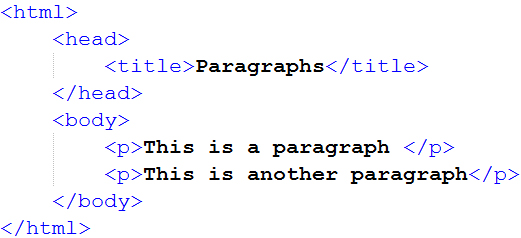 <html>
    <head>
        <title>Paragraphs</title>
    </head>
    <body>
        <p>This is a paragraph </p>
        <p>This is another paragraph</p>
    </body>
</html>